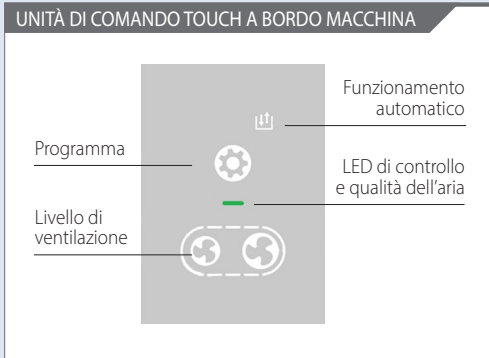 UNITÀ DI COMANDO TOUCH A BORDO MACCHINA
Funzionamento
automatico
Programma
LED di controllo
e qualità dell'aria
Livello di
ventilazione